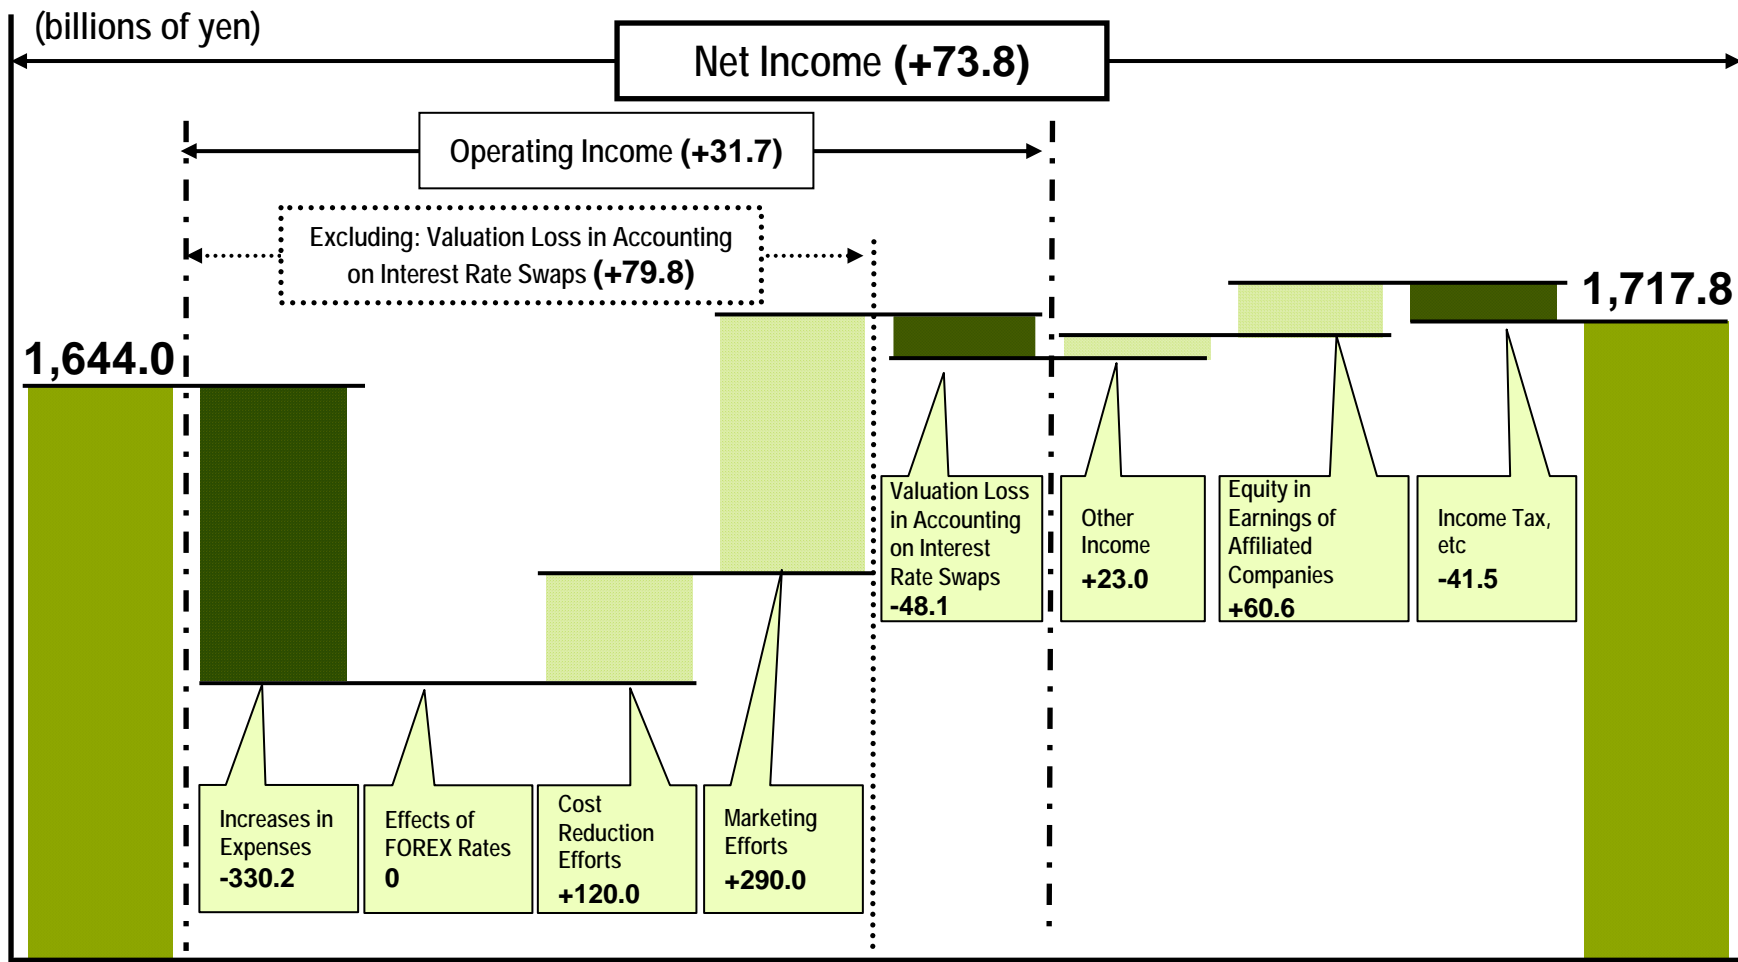 (billions of yen)
Net Income (+73.8)
Operating Income (+31.7)
Excluding: Valuation Loss in Accounting
on Interest Rate Swaps (+79.8)
1,644.0
1,717.8
Increases in
Expenses
-330.2
Effects of
FOREX Rates
0
Cost
Reduction
Efforts
+120.0
Marketing
Efforts
+290.0
Valuation Loss
in Accounting
on Interest
Rate Swaps
-48.1
Other
Income
+23.0
Equity in
Earnings of
Affiliated
Companies
+60.6
Income Tax,
etc
-41.5